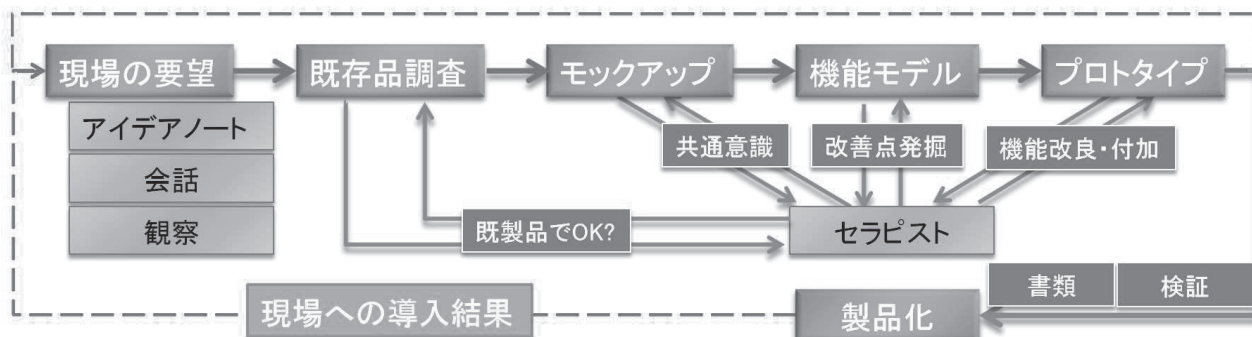 現場の要望
既存品調査
モックアップ
機能モデル
プロトタイプ
アイデアノート
会話
観察
共通意識
改善点発掘
機能改良・付加
既製品でOK?
セラピスト
書類
検証
現場への導入結果
製品化